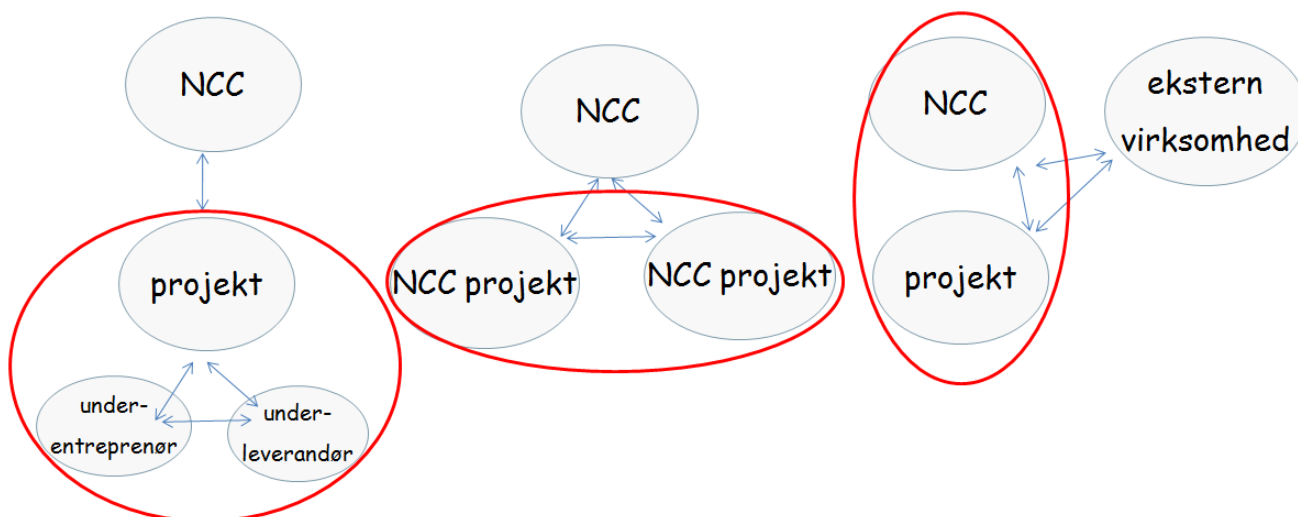 NCC
projekt
under-
entreprenør
under-
leverandør
NCC
NCC projekt
NCC projekt
NCC
projekt
ekstern
virksomhed